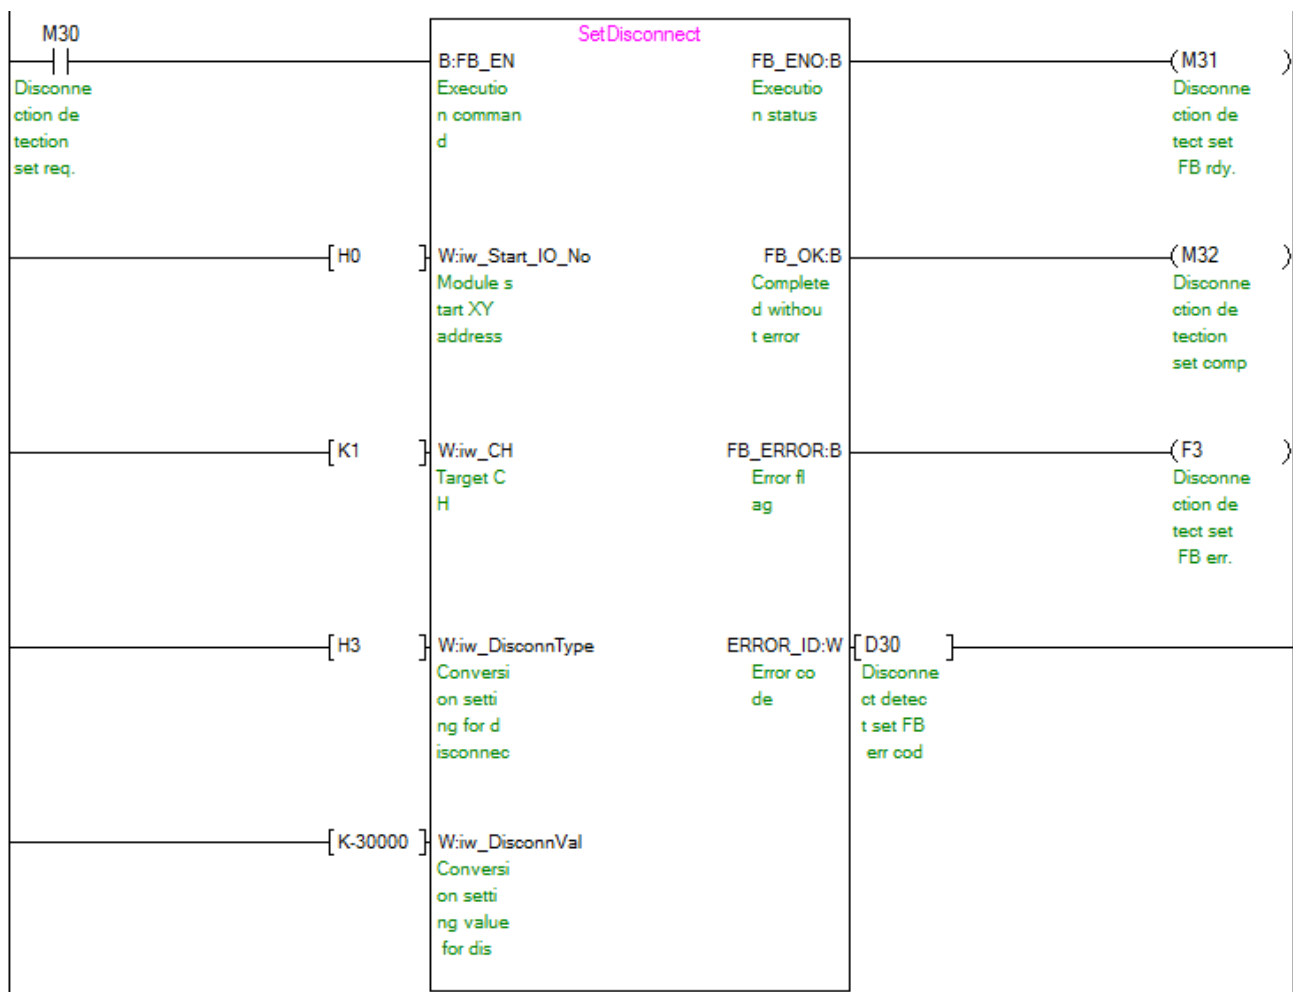 M30
SetDisconnect
B:FB_EN
FB_ENO:B
M31
Disconne
ction de
tection
set req.
Executio
n comman
d
Executio
n status
Disconne
ction de
tect set
FB rdy.
H0
W:iw_Start_IO_No
FB_OK:B
M32
Module s
tart XY
address
Complete
d withou
t error
Disconne
ction de
tection
set comp
K1
W:iw_CH
FB_ERROR:B
F3
Target C
H
Error fl
ag
Disconne
ction de
tect set
FB err.
H3
W:iw_DisconnType
ERROR_ID:W
D30
Conversi
on setti
ng for d
isconnec
Error co
de
Disconne
ct detec
t set FB
err cod
K-30000
W:iw_DisconnVal
Conversi
on setti
ng value
for dis